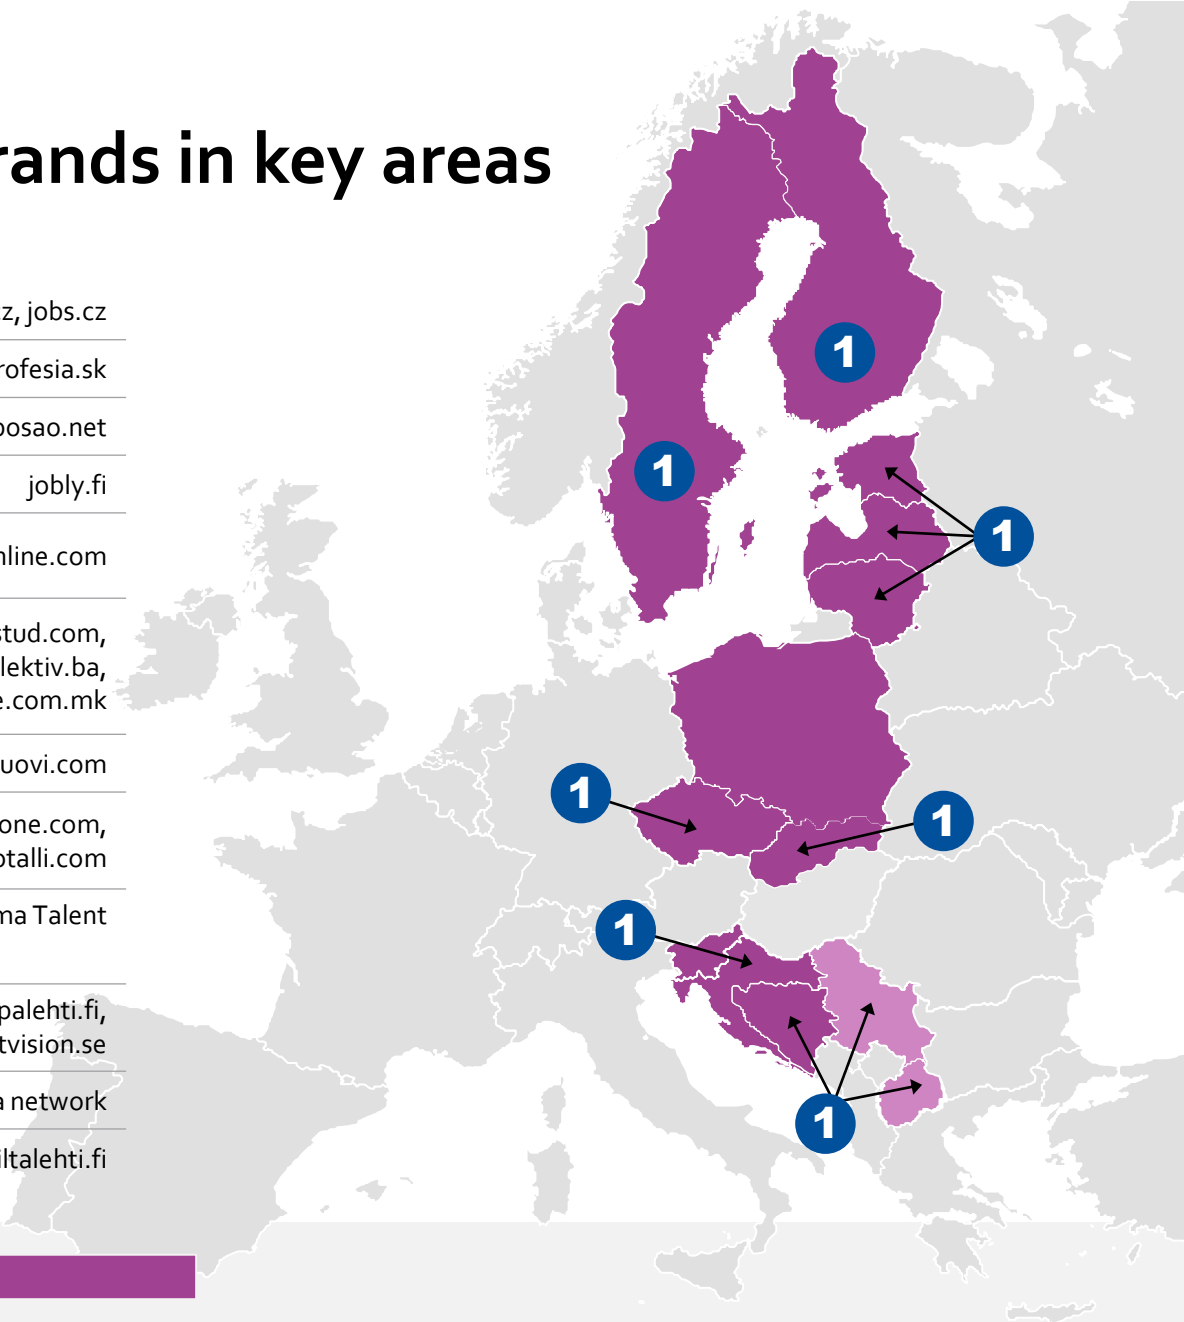 rands in key areas
z, jobs.cz
rofesia.sk
posao.net
jobly.fi
nline.com
stud.com,
lektiv.ba,
e.com.mk
uovi.com
one.com,
otalli.com
ma Talent
palehti.fi,
tvision.se
a network
iltalehti.fi
1
1
1
1
1
1
1